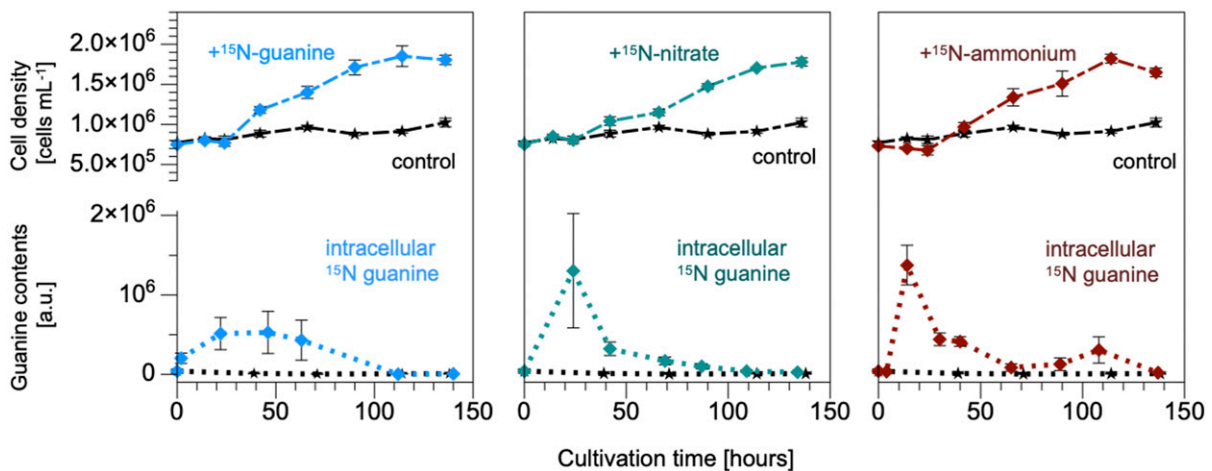 Cell density
[cells mL⁻¹]
2.0×10⁶
1.5×10⁶
1.0×10⁶
5.0×10⁵
+¹⁵N-guanine
control
+¹⁵N-nitrate
control
+¹⁵N-ammonium
control
Guanine contents
[a.u.]
2×10⁶
10⁶
0
intracellular
¹⁵N guanine
intracellular
¹⁵N guanine
intracellular
¹⁵N guanine
0 50 100 150
0 50 100 150
0 50 100 150
Cultivation time [hours]